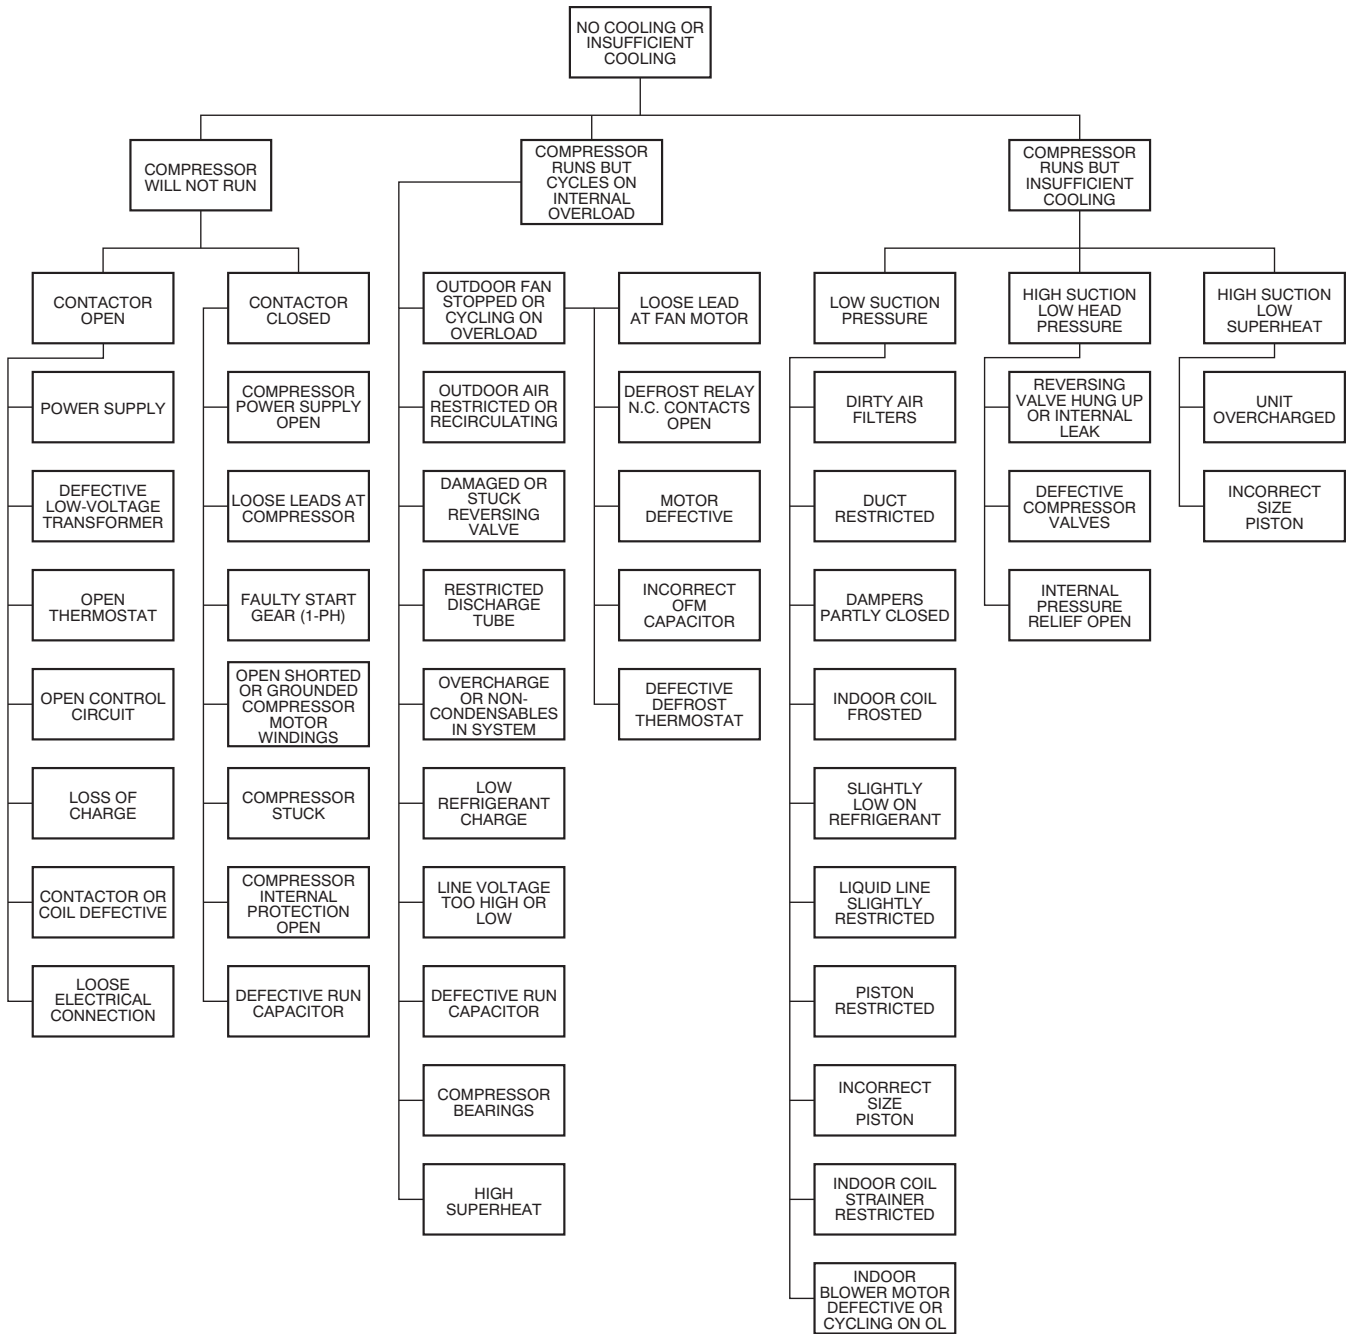 NO COOLING OR
INSUFFICIENT
COOLING
COMPRESSOR
WILL NOT RUN
CONTACTOR
OPEN
POWER SUPPLY
DEFECTIVE
LOW-VOLTAGE
TRANSFORMER
OPEN
THERMOSTAT
OPEN CONTROL
CIRCUIT
LOSS OF
CHARGE
CONTACTOR OR
COIL DEFECTIVE
LOOSE
ELECTRICAL
CONNECTION
CONTACTOR
CLOSED
COMPRESSOR
POWER SUPPLY
OPEN
LOOSE LEADS AT
COMPRESSOR
FAULTY START
GEAR (1-PH)
OPEN SHORTED
OR GROUNDED
COMPRESSOR
MOTOR
WINDINGS
COMPRESSOR
STUCK
COMPRESSOR
INTERNAL
PROTECTION
OPEN
DEFECTIVE RUN
CAPACITOR
COMPRESSOR
RUNS BUT
CYCLES ON
INTERNAL
OVERLOAD
OUTDOOR FAN
STOPPED OR
CYCLING ON
OVERLOAD
OUTDOOR AIR
RESTRICTED OR
RECIRCULATING
DAMAGED OR
STUCK
REVERSING
VALVE
RESTRICTED
DISCHARGE
TUBE
OVERCHARGE
OR NON-
CONDENSABLES
IN SYSTEM
LOW
REFRIGERANT
CHARGE
LINE VOLTAGE
TOO HIGH OR
LOW
DEFECTIVE RUN
CAPACITOR
COMPRESSOR
BEARINGS
HIGH
SUPERHEAT
LOOSE LEAD
AT FAN MOTOR
DEFROST RELAY
N.C. CONTACTS
OPEN
MOTOR
DEFECTIVE
INCORRECT
OFM
CAPACITOR
DEFECTIVE
DEFROST
THERMOSTAT
COMPRESSOR
RUNS BUT
INSUFFICIENT
COOLING
LOW SUCTION
PRESSURE
DIRTY AIR
FILTERS
DUCT
RESTRICTED
DAMPERS
PARTLY CLOSED
INDOOR COIL
FROSTED
SLIGHTLY
LOW ON
REFRIGERANT
LIQUID LINE
SLIGHTLY
RESTRICTED
PISTON
RESTRICTED
INCORRECT
SIZE
PISTON
INDOOR COIL
STRAINER
RESTRICTED
INDOOR
BLOWER MOTOR
DEFECTIVE OR
CYCLING ON OL
HIGH SUCTION
LOW HEAD
PRESSURE
REVERSING
VALVE HUNG UP
OR INTERNAL
LEAK
DEFECTIVE
COMPRESSOR
VALVES
INTERNAL
PRESSURE
RELIEF OPEN
HIGH SUCTION
LOW
SUPERHEAT
UNIT
OVERCHARGED
INCORRECT
SIZE
PISTON